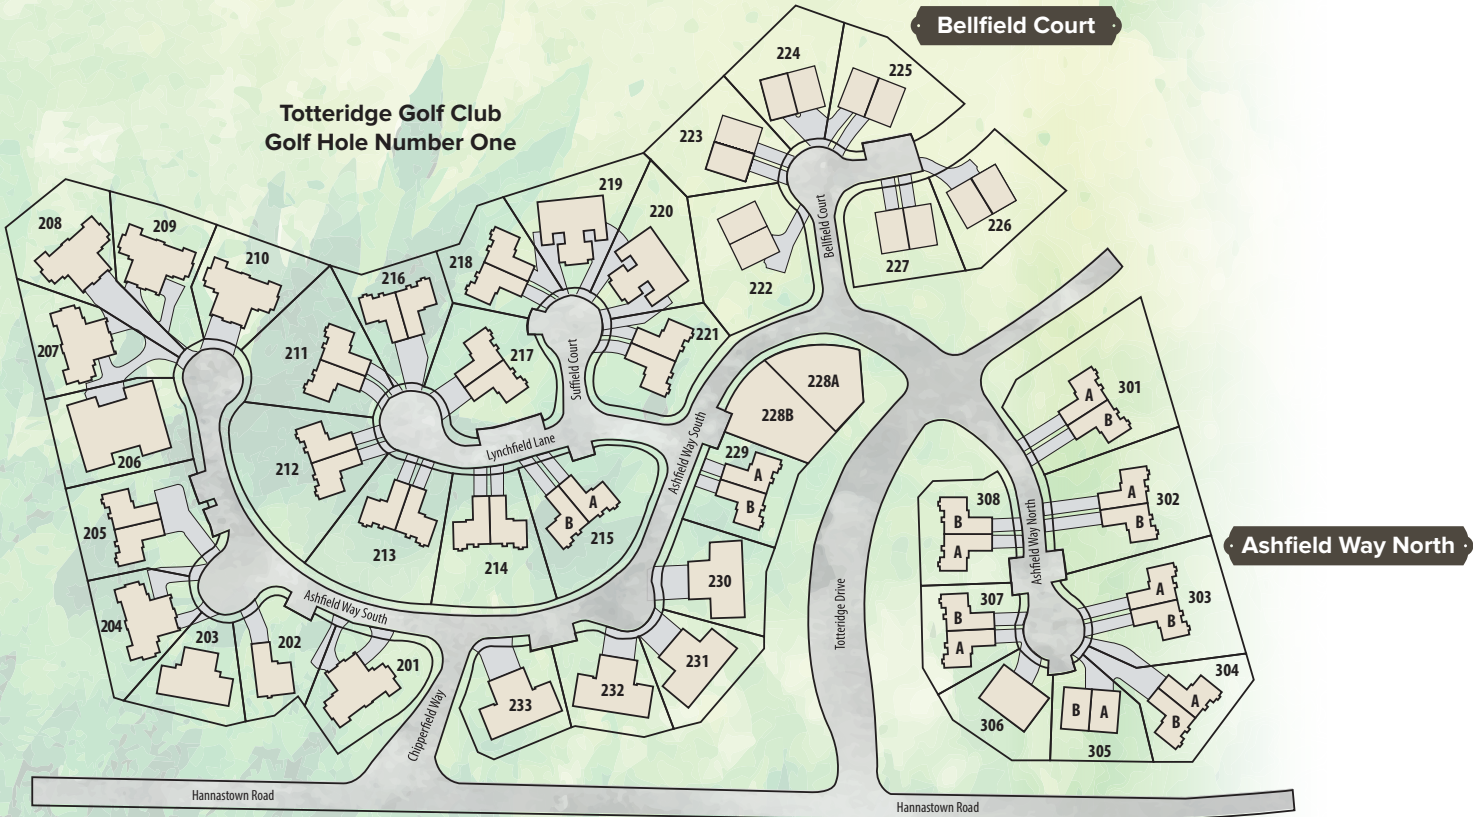 Bellfield Court
Totteridge Golf Club
Golf Hole Number One
224
225
223
226
227
222
Bellfield Court
219
220
218
208
209
210
216
207
211
217
221
Suffield Court
228A
228B
301
A
B
206
212
Lynchfield Lane
Ashfield Way South
229
A
B
205
213
214
215
A
B
308
B
A
302
A
B
Ashfield Way North
Ashfield Way North
230
Totteridge Drive
204
203
202
Ashfield Way South
201
307
B
A
303
A
B
231
232
233
Chipperfield Way
306
305
B
A
304
A
B
Hannastown Road
Hannastown Road